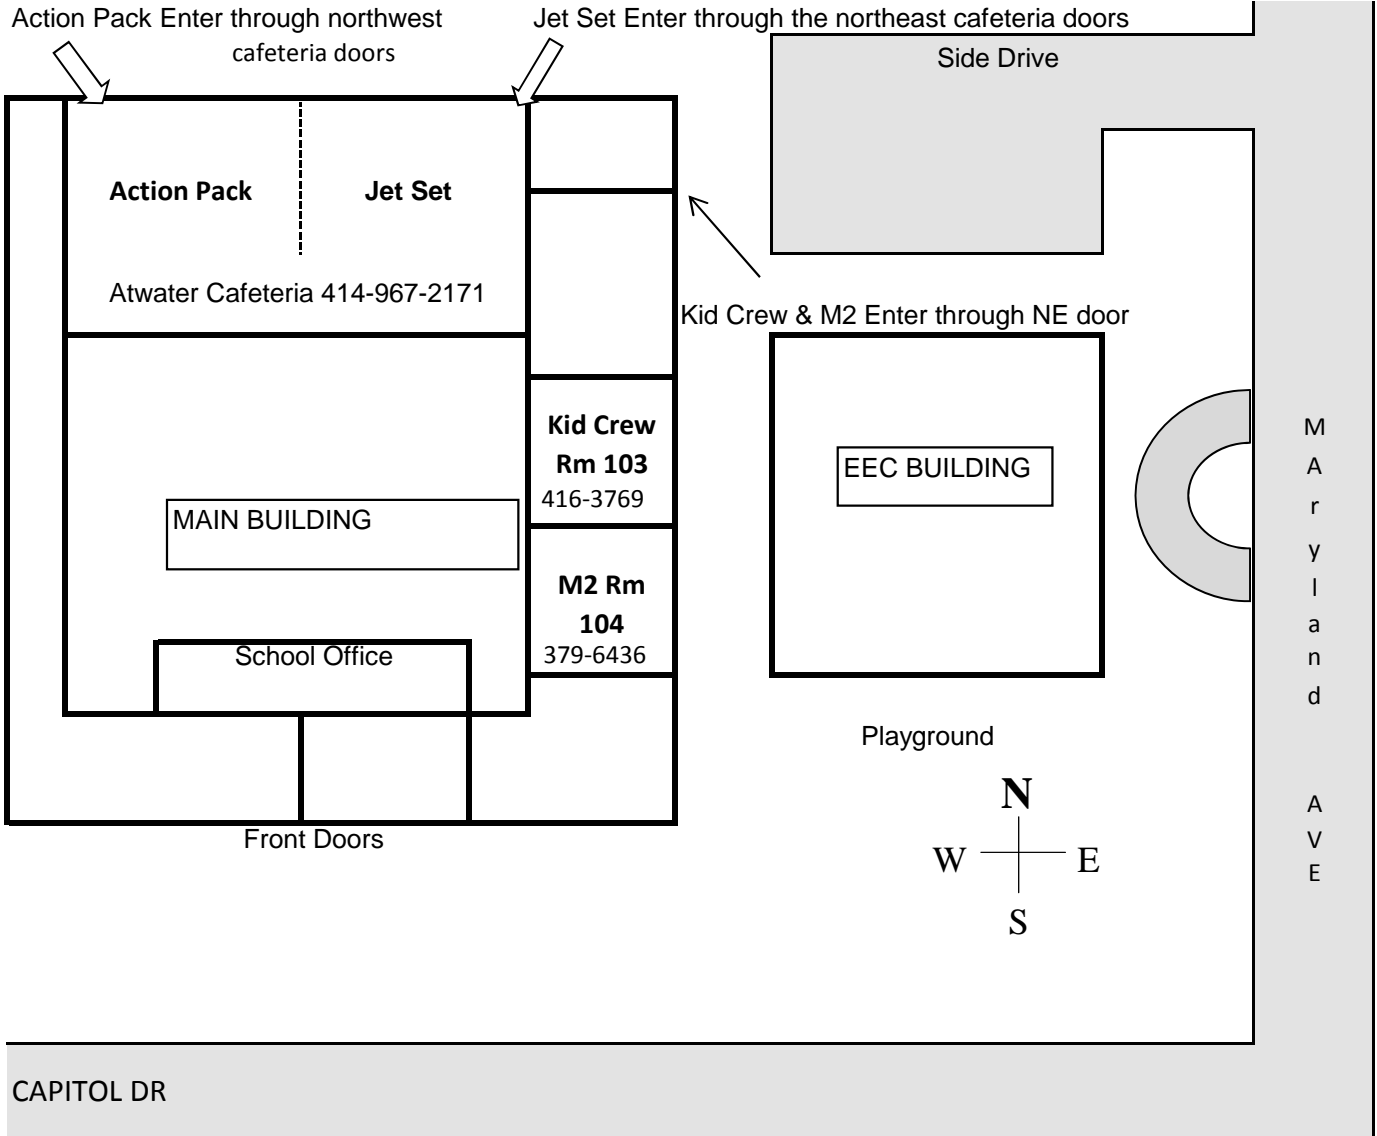 Action Pack Enter through northwest
cafeteria doors
Jet Set Enter through the northeast cafeteria doors
Side Drive
Action Pack
Jet Set
Atwater Cafeteria 414-967-2171
Kid Crew & M2 Enter through NE door
Kid Crew
Rm 103
416-3769
EEC BUILDING
MAIN BUILDING
M2 Rm
104
379-6436
School Office
Playground
Front Doors
N
W
E
S
M
A
r
y
l
a
n
d
A
V
E
CAPITOL DR